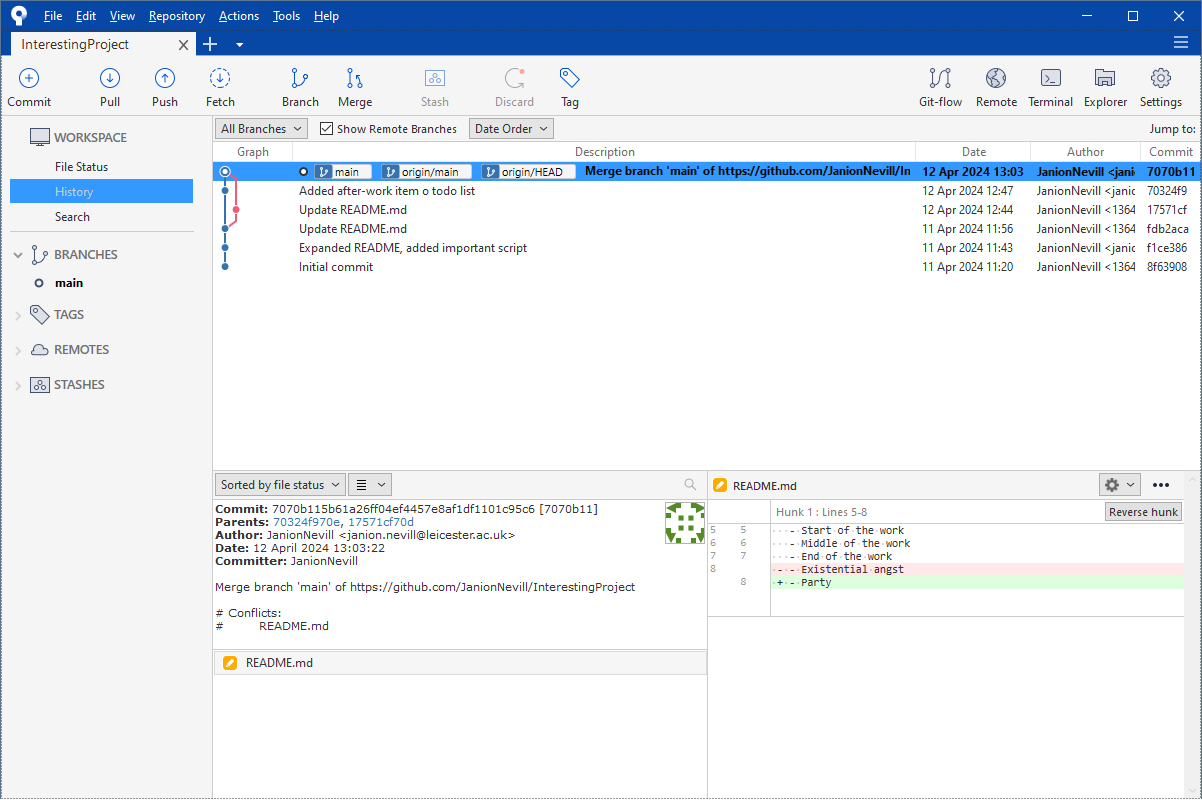 File Edit View Repository Actions Tools Help
InterestingProject
Commit Pull Push Fetch Branch Merge Stash Discard Tag Git-flow Remote Terminal Explorer Settings
WORKSPACE
File Status
History
Search
BRANCHES
main
TAGS
REMOTES
STASHES
All Branches Show Remote Branches Date Order Jump to:
Graph Description Date Author Commit
main origin/main origin/HEAD Merge branch 'main' of https://github.com/JanionNevill/In 12 Apr 2024 13:03 JanionNevill <janic 7070b11
Added after-work item o todo list 12 Apr 2024 12:47 JanionNevill <janic 70324f9
Update README.md 12 Apr 2024 12:44 JanionNevill <1364 17571cf
Update README.md 11 Apr 2024 11:56 JanionNevill <1364 fdb2aca
Expanded README, added important script 11 Apr 2024 11:43 JanionNevill <janic f1ce386
Initial commit 11 Apr 2024 11:20 JanionNevill <1364 8f63908
Sorted by file status
Commit: 7070b115b61a26ff04ef4457e8af1df1101c95c6 [7070b11]
Parents: 70324f970e, 17571cf70d
Author: JanionNevill <janion.nevill@leicester.ac.uk>
Date: 12 April 2024 13:03:22
Committer: JanionNevill
Merge branch 'main' of https://github.com/JanionNevill/InterestingProject
# Conflicts:
# README.md
README.md
README.md
Hunk 1 : Lines 5-8 Reverse hunk
5 5 - Start of the work
6 6 - Middle of the work
7 7 - End of the work
8 - - Existential angst
8 + - Party